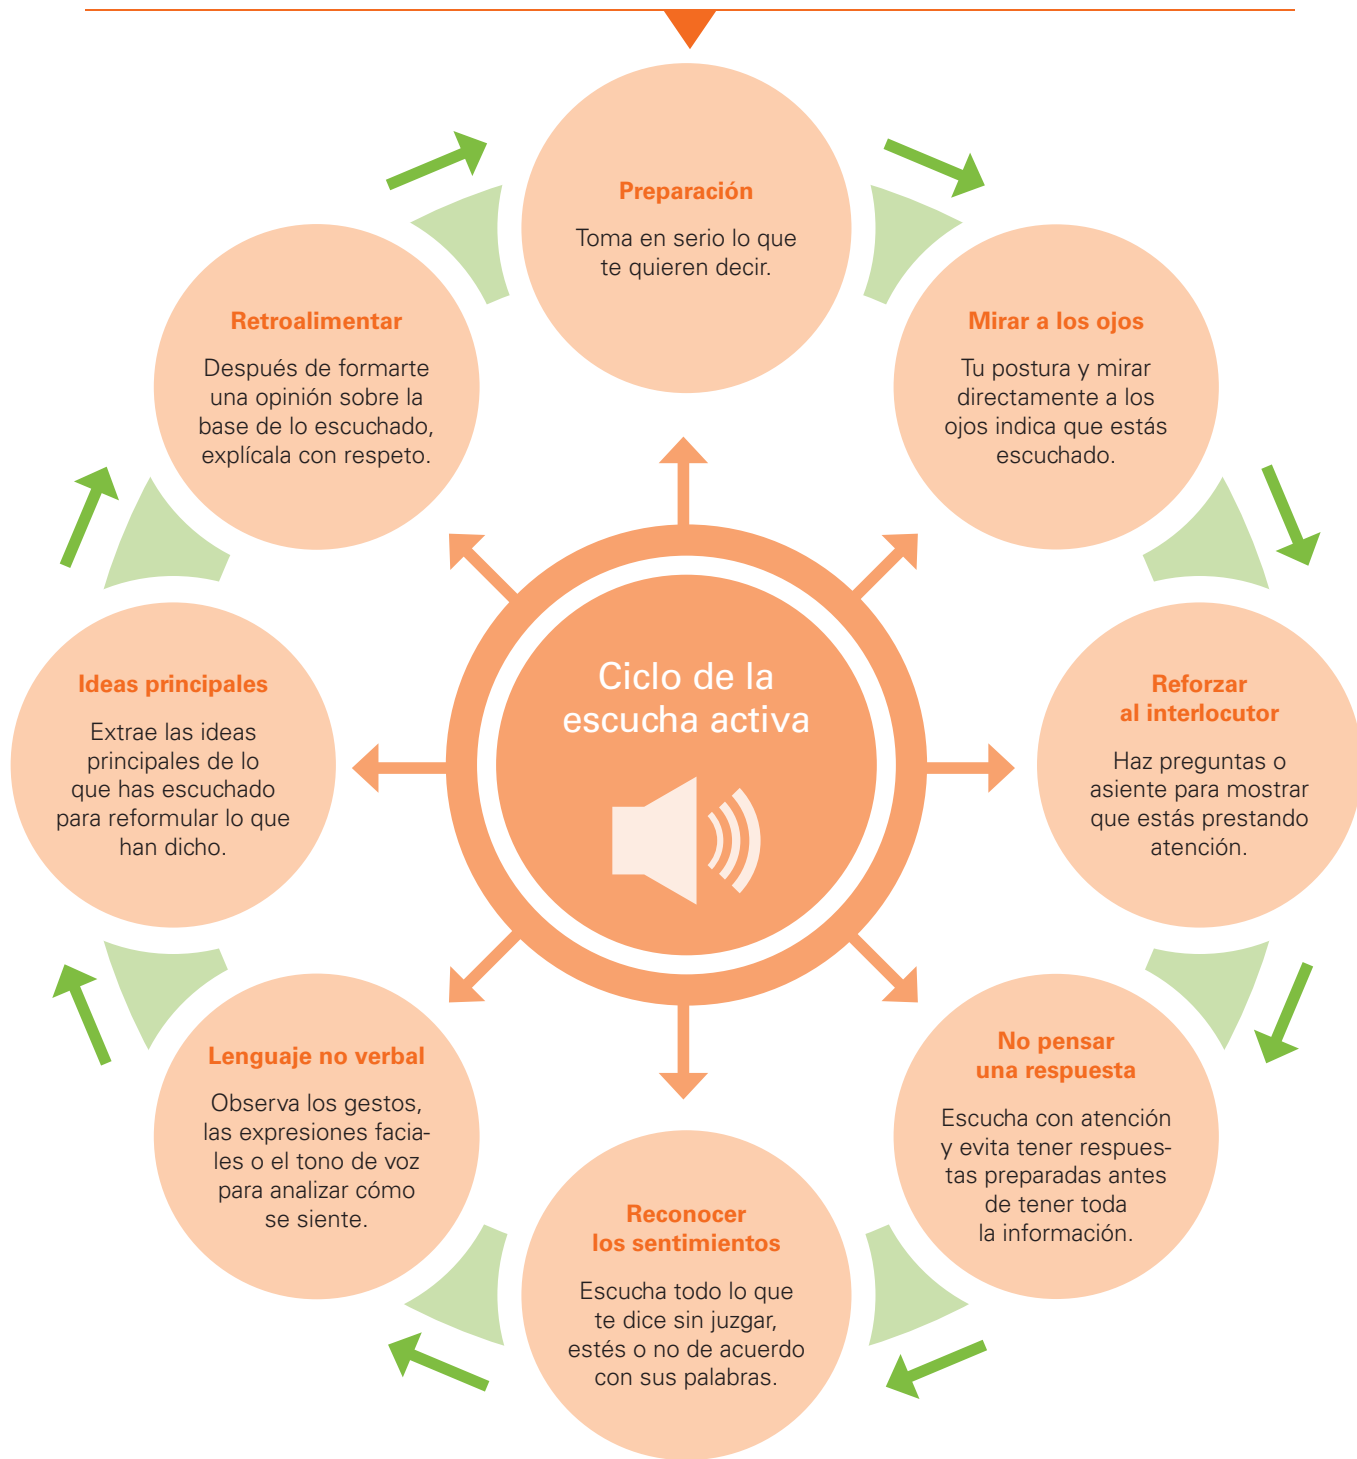 Preparación
Toma en serio lo que
te quieren decir.
Mirar a los ojos
Tu postura y mirar
directamente a los
ojos indica que estás
escuchado.
Reforzar
al interlocutor
Haz preguntas o
asiente para mostrar
que estás prestando
atención.
No pensar
una respuesta
Escucha con atención
y evita tener respues-
tas preparadas antes
de tener toda
la información.
Reconocer
los sentimientos
Escucha todo lo que
te dice sin juzgar,
estés o no de acuerdo
con sus palabras.
Lenguaje no verbal
Observa los gestos,
las expresiones facia-
les o el tono de voz
para analizar cómo
se siente.
Ideas principales
Extrae las ideas
principales de lo
que has escuchado
para reformular lo que
han dicho.
Retroalimentar
Después de formarte
una opinión sobre la
base de lo escuchado,
explícala con respeto.
Ciclo de la
escucha activa